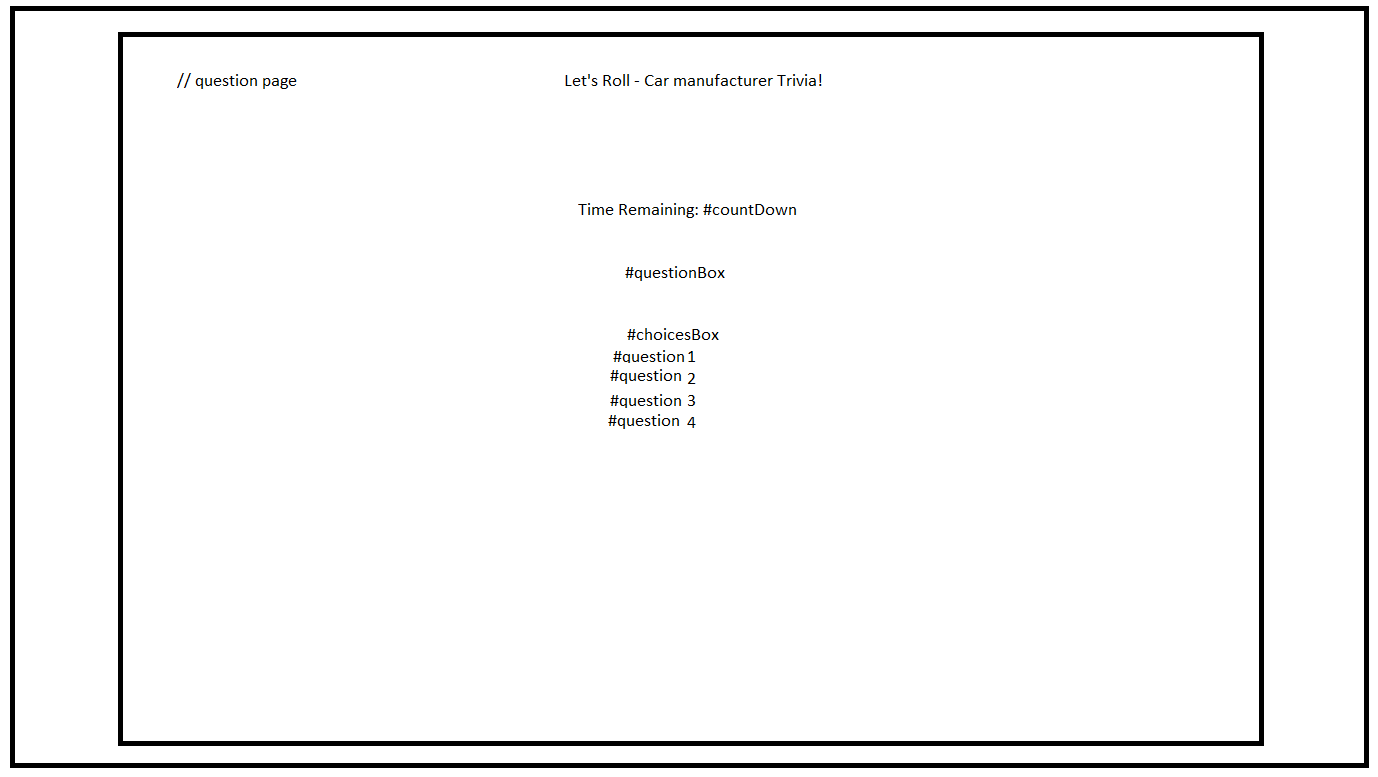 // question page
Let's Roll - Car manufacturer Trivia!
Time Remaining: #countDown
#questionBox
#choicesBox
#question 1
#question 2
#question 3
#question 4